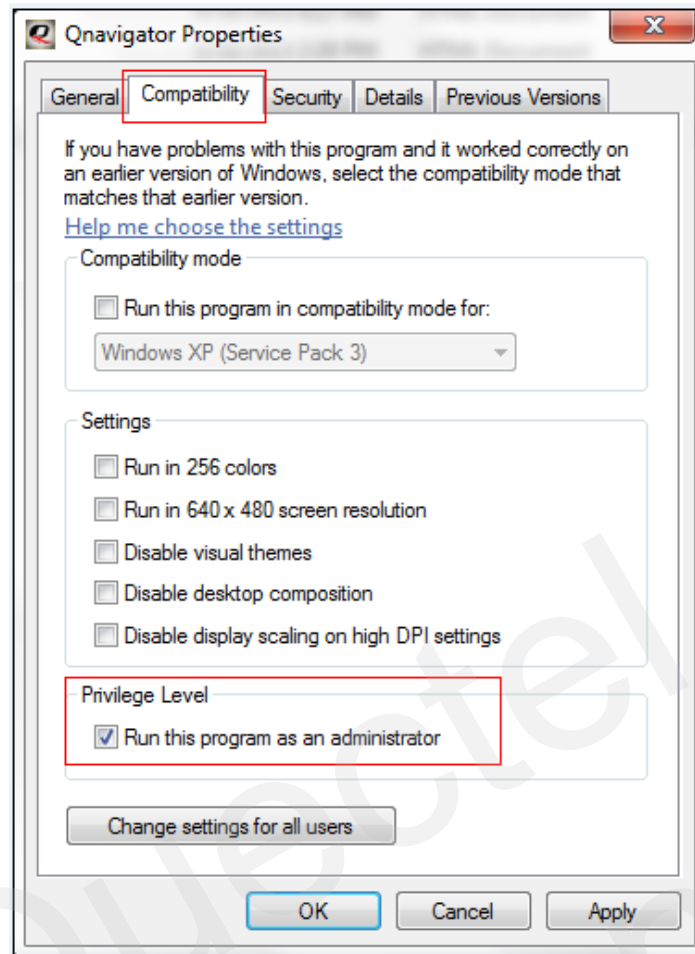 Qnavigator Properties
General Compatibility Security Details Previous Versions
If you have problems with this program and it worked correctly on
an earlier version of Windows, select the compatibility mode that
matches that earlier version.
Help me choose the settings
Compatibility mode
Run this program in compatibility mode for:
Windows XP (Service Pack 3)
Settings
Run in 256 colors
Run in 640 x 480 screen resolution
Disable visual themes
Disable desktop composition
Disable display scaling on high DPI settings
Privilege Level
Run this program as an administrator
Change settings for all users
OK Cancel Apply